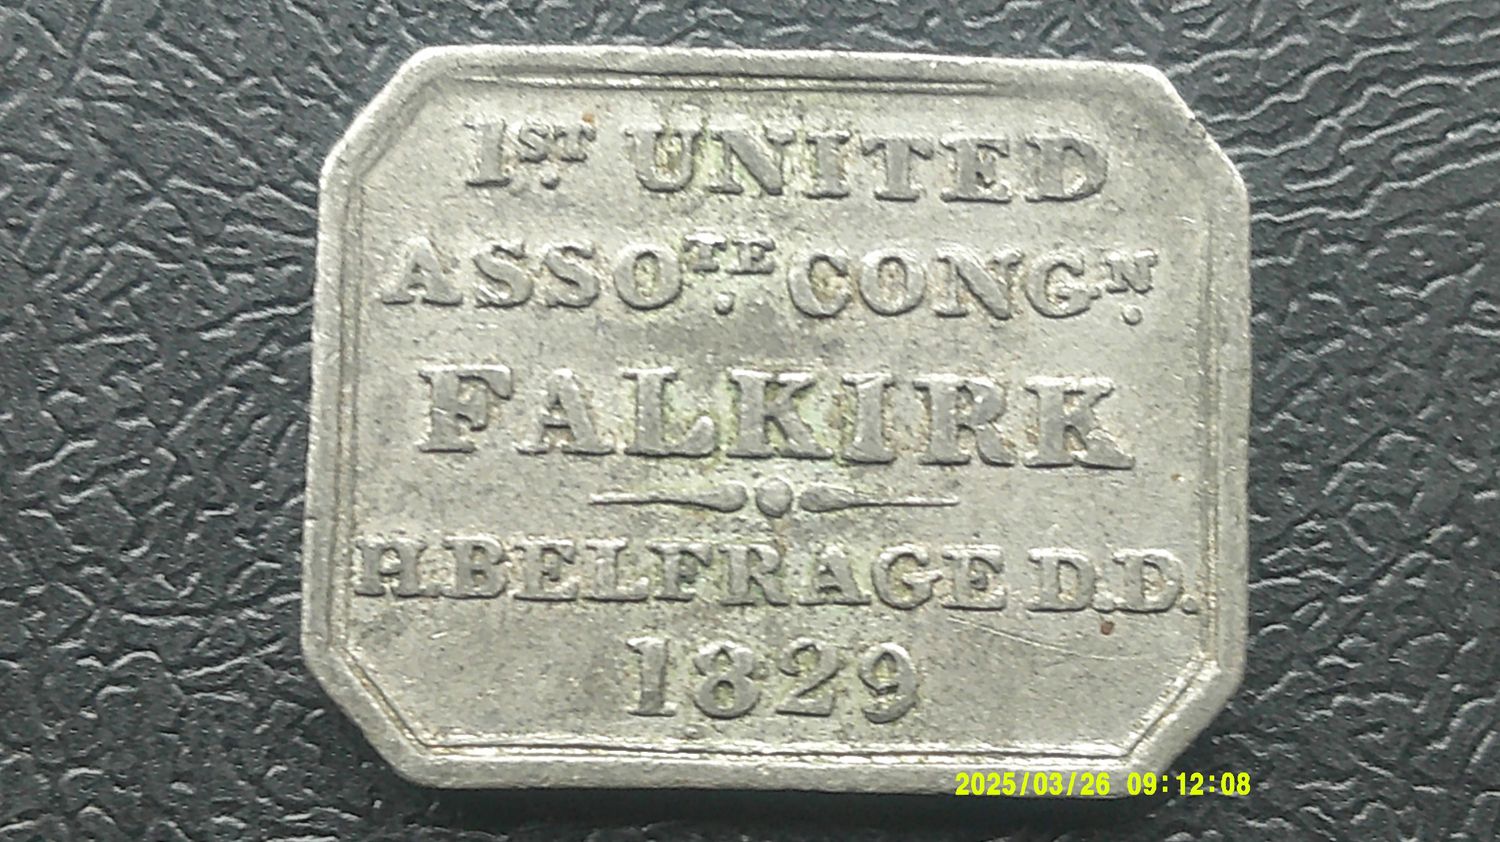 1ST. UNITED
ASSOTE. CONGN.
FALKIRK
H.BELFRAGE D.D.
1829
2025/03/26 09:12:08